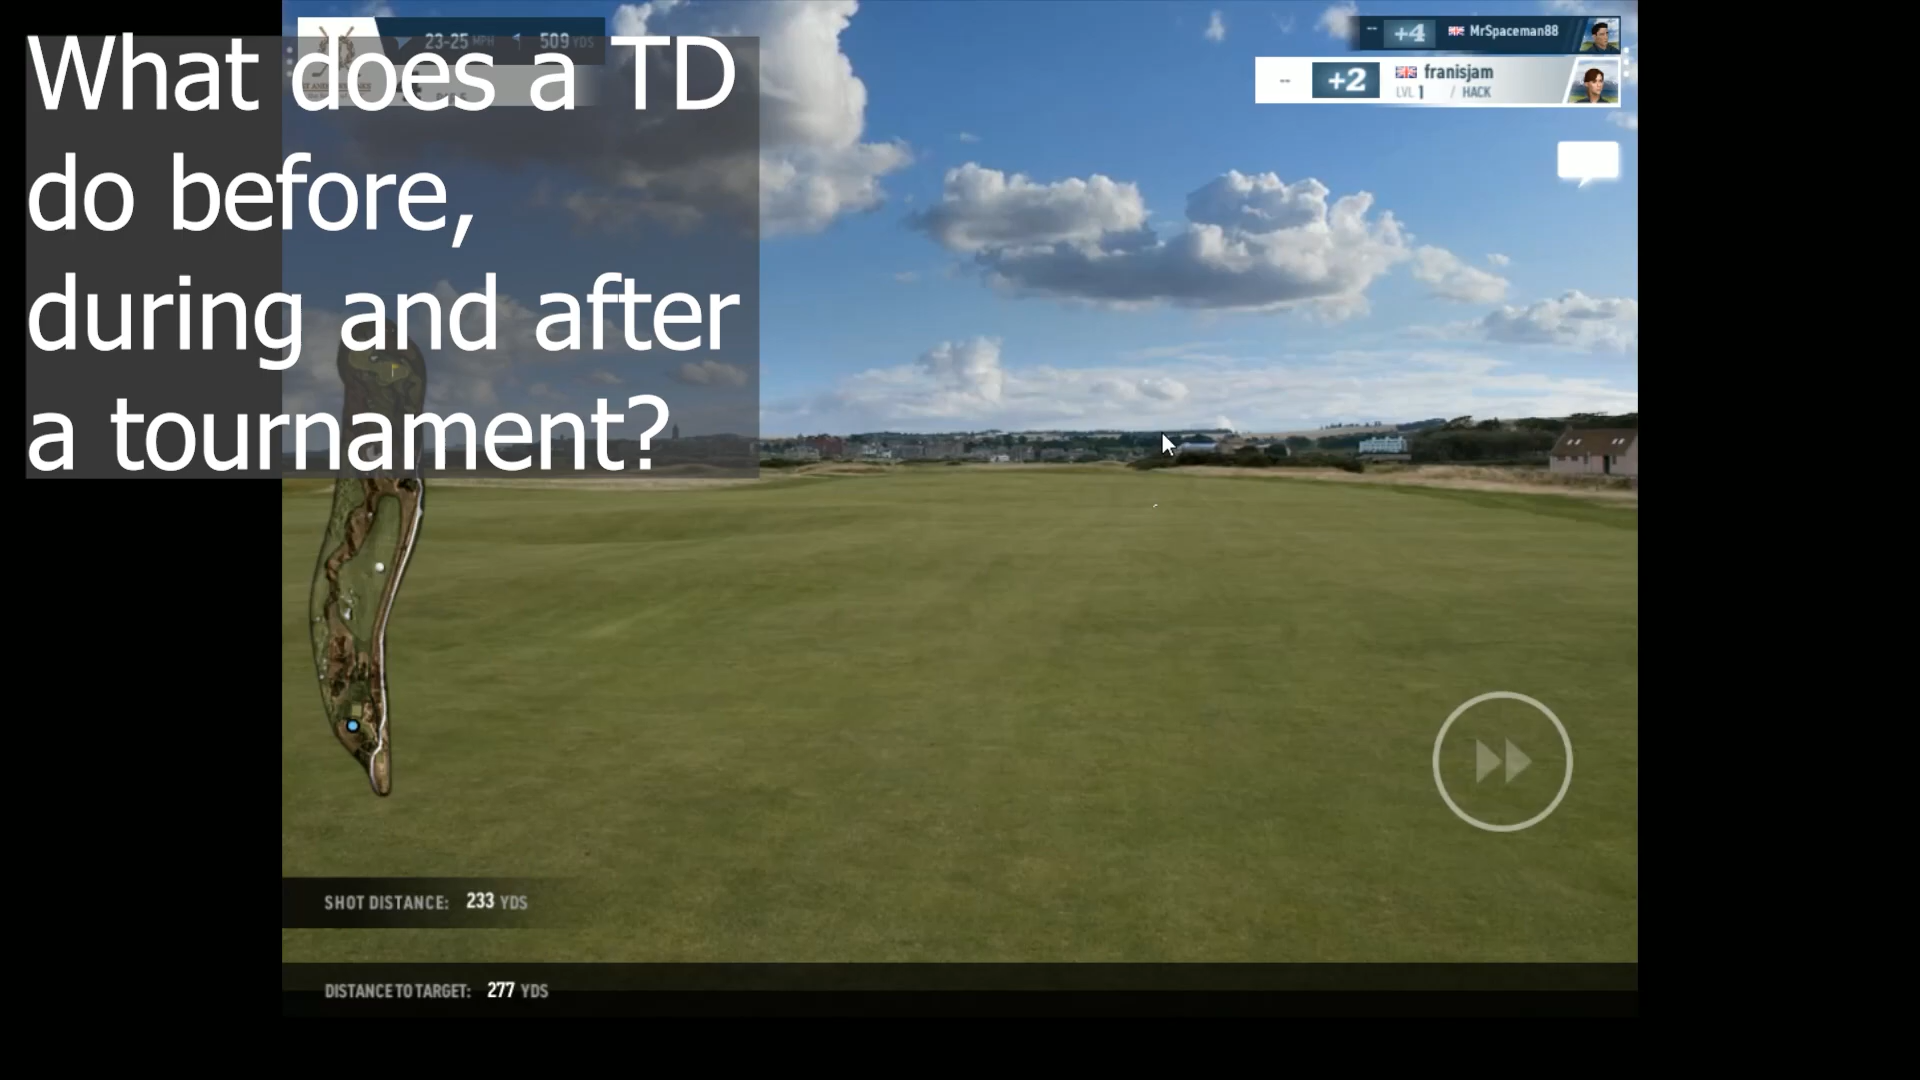 What does a TD
do before,
during and after
a tournament?
23-25 MPH 509 YDS
-- +4 MrSpaceman88
-- +2 franisjam
LVL 1 / HACK
SHOT DISTANCE: 233 YDS
DISTANCE TO TARGET: 277 YDS